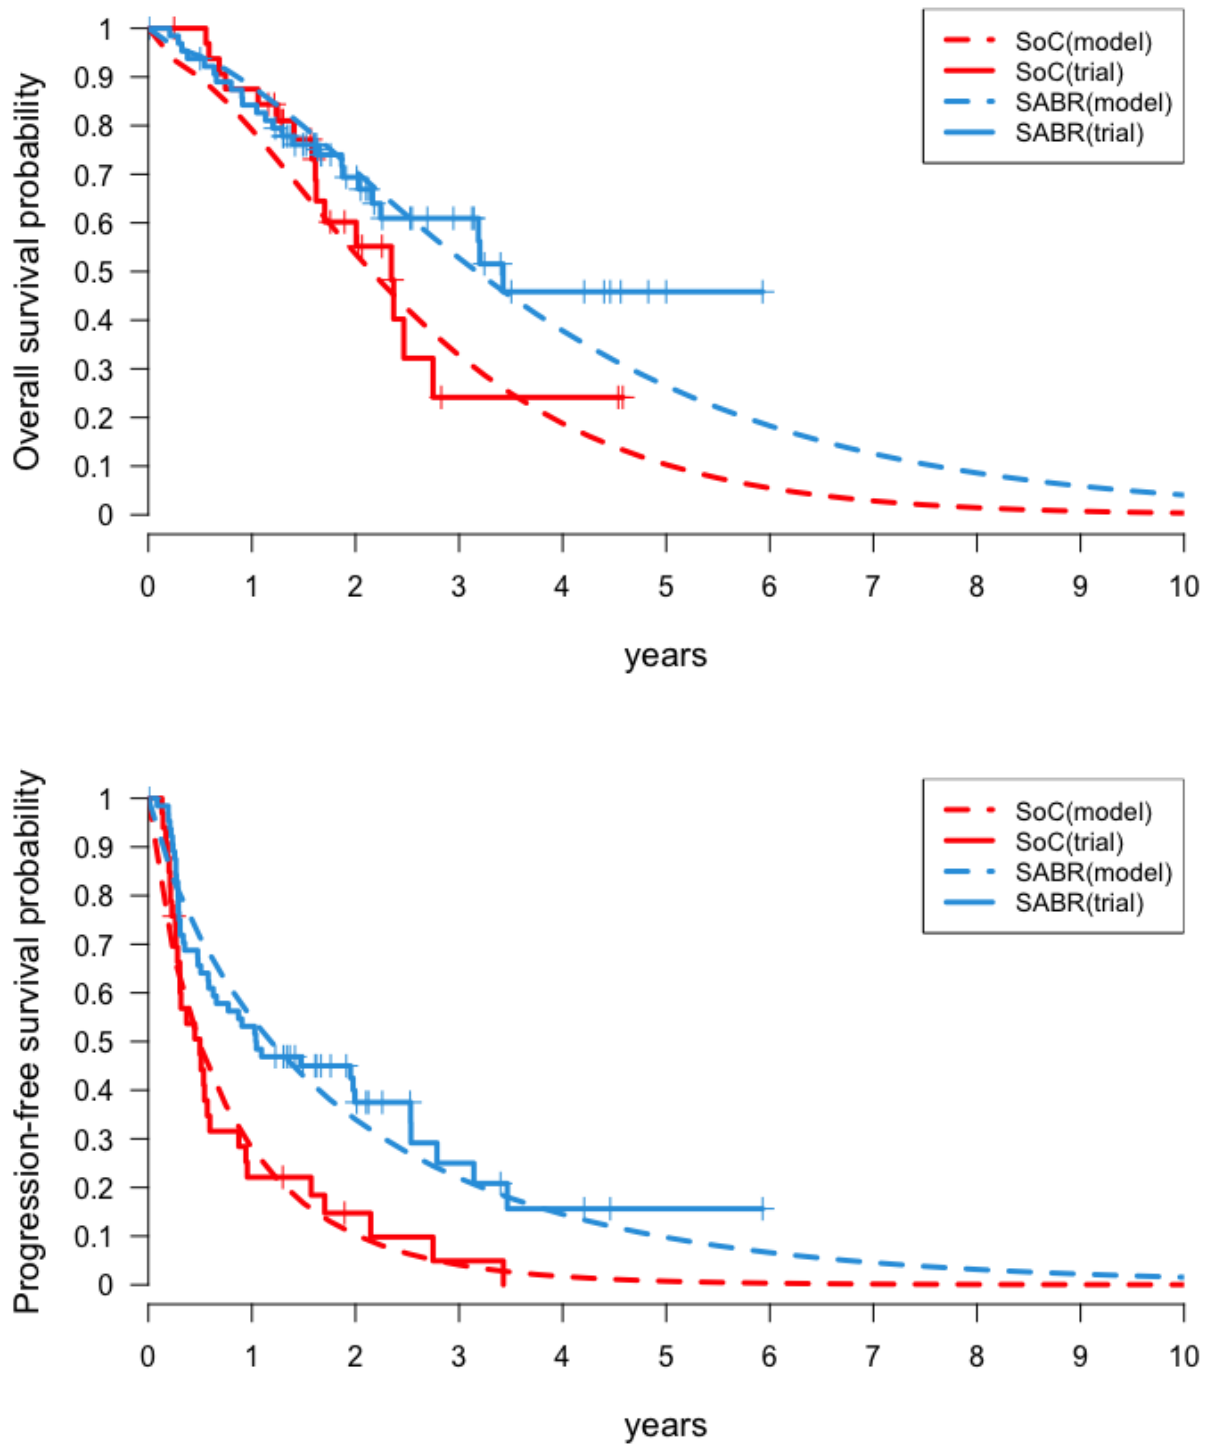 Overall survival probability
1
0.9
0.8
0.7
0.6
0.5
0.4
0.3
0.2
0.1
0
SoC(model)
SoC(trial)
SABR(model)
SABR(trial)
0 1 2 3 4 5 6 7 8 9 10
years
Progression-free survival probability
1
0.9
0.8
0.7
0.6
0.5
0.4
0.3
0.2
0.1
0
SoC(model)
SoC(trial)
SABR(model)
SABR(trial)
0 1 2 3 4 5 6 7 8 9 10
years